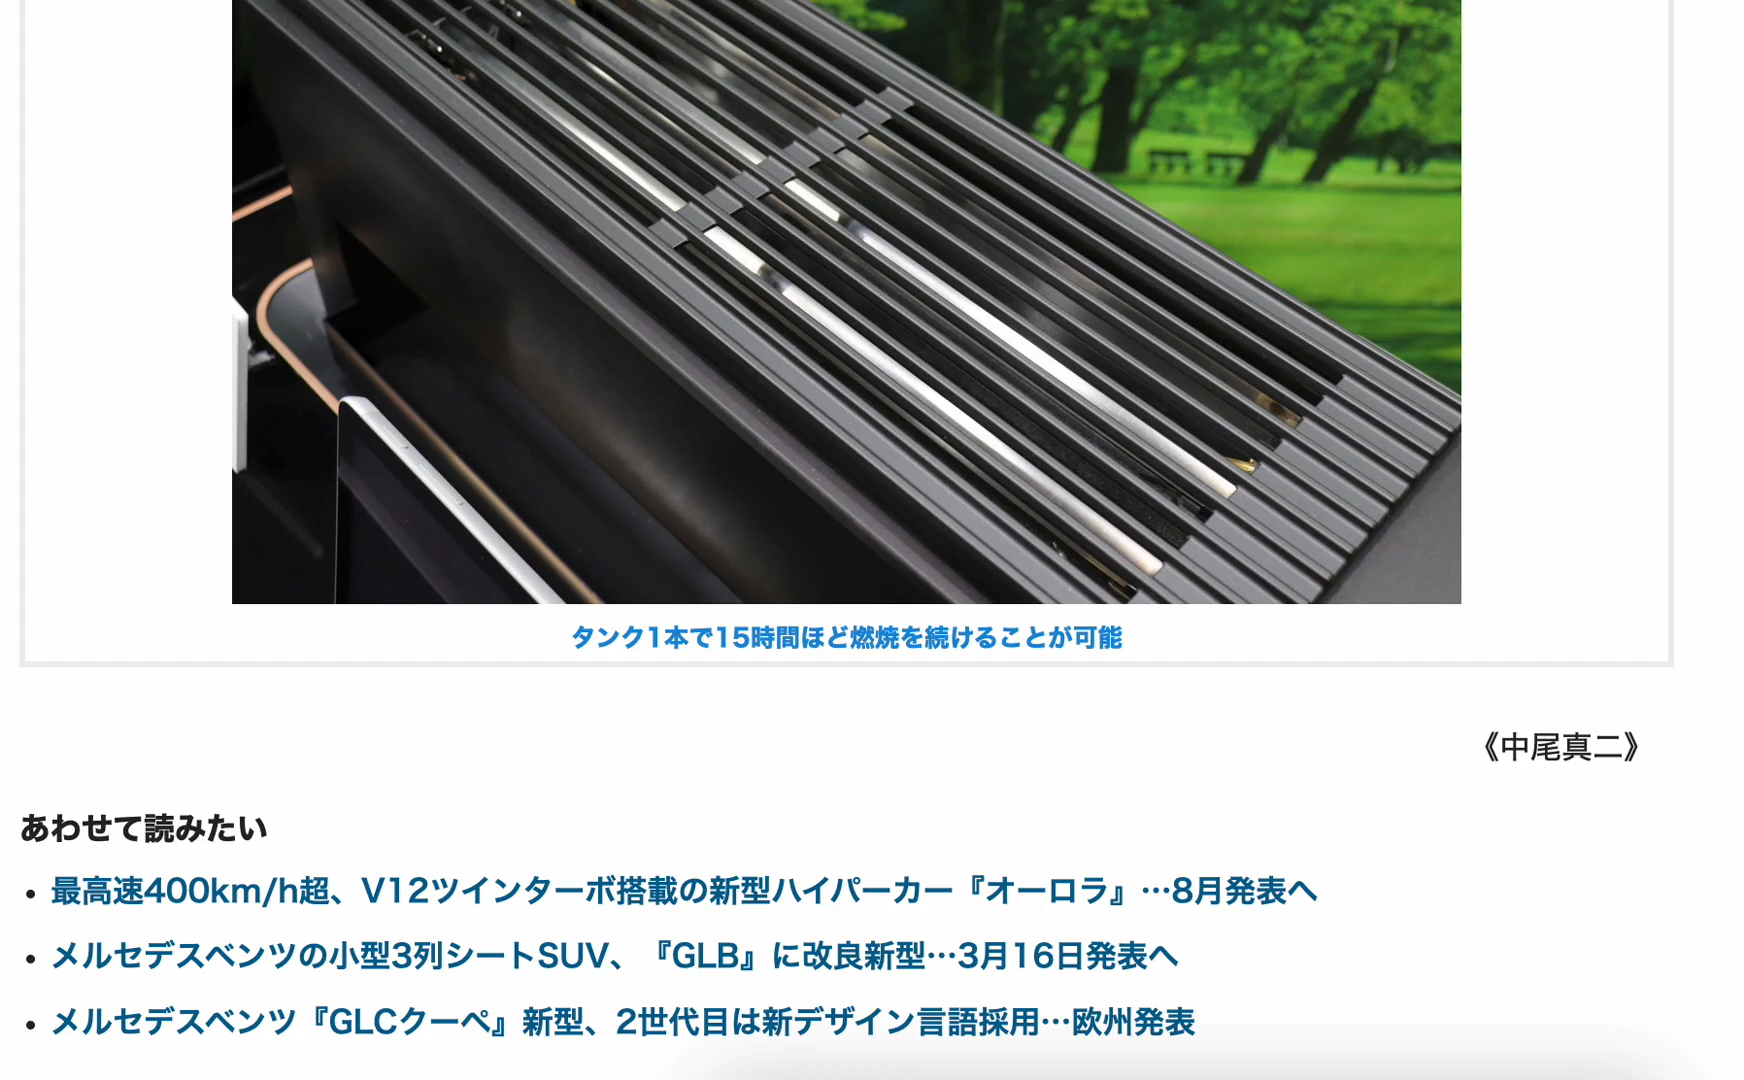 タンク1本で15時間ほど燃焼を続けることが可能
《中尾真二》
あわせて読みたい
• 最高速400km/h超、V12ツインターボ搭載の新型ハイパーカー『オーロラ』…8月発表へ
• メルセデスベンツの小型3列シートSUV、『GLB』に改良新型…3月16日発表へ
• メルセデスベンツ『GLCクーペ』新型、2世代目は新デザイン言語採用…欧州発表